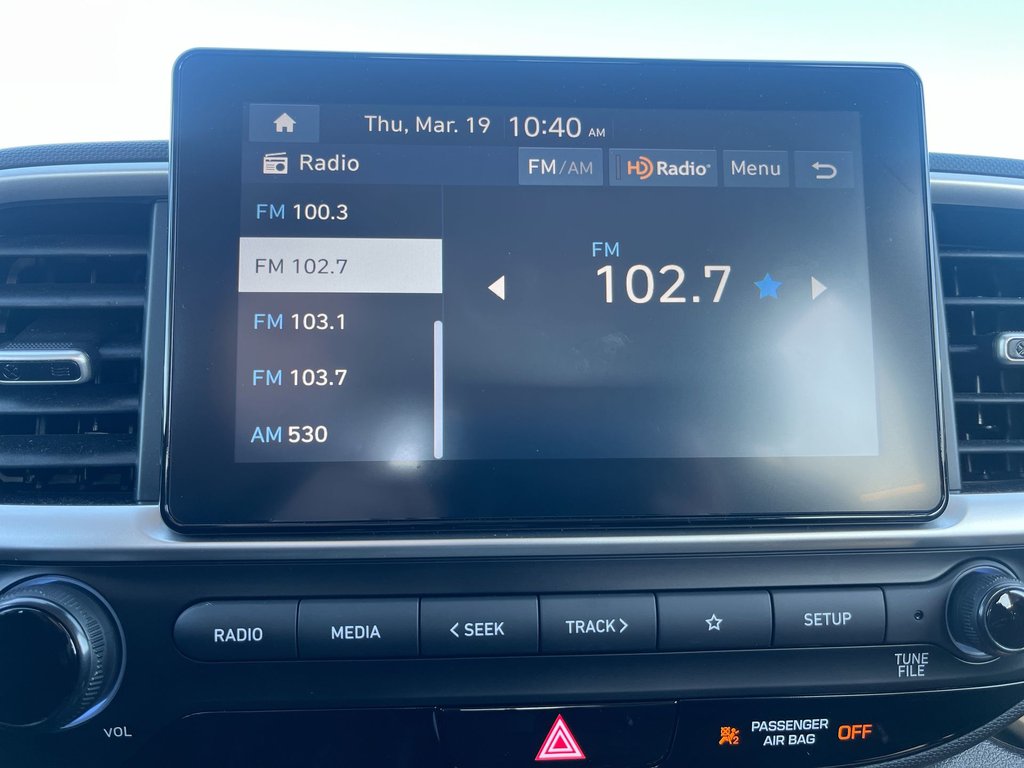 Thu, Mar. 19 10:40 AM
Radio FM/AM HD Radio Menu
FM 100.3
FM 102.7
FM 103.1
FM 103.7
AM 530
FM
102.7
RADIO MEDIA < SEEK TRACK > SETUP
TUNE
FILE
VOL
PASSENGER
AIR BAG OFF